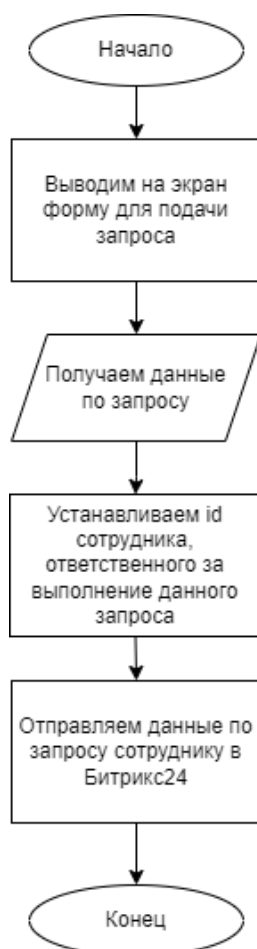 Начало
Выводим на экран
форму для подачи
запроса
Получаем данные
по запросу
Устанавливаем id
сотрудника,
ответственного за
выполнение данного
запроса
Отправляем данные по
запросу сотруднику в
Битрикс24
Конец